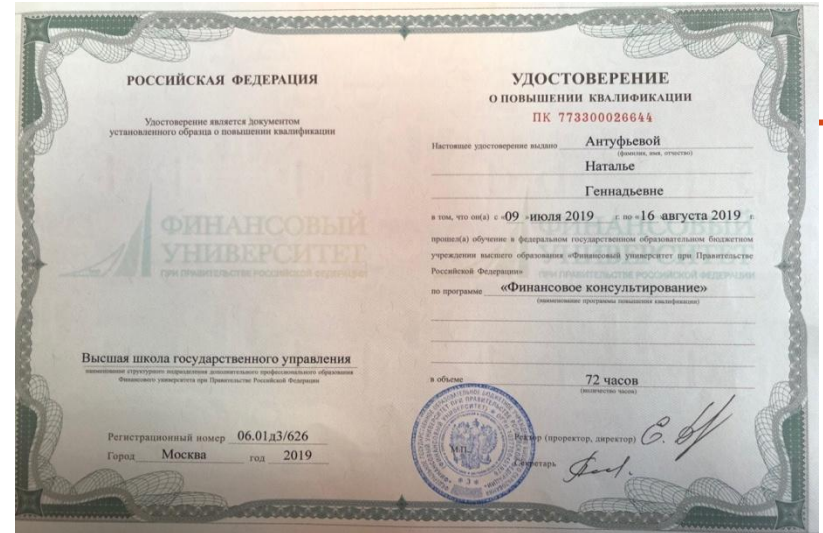 РОССИЙСКАЯ ФЕДЕРАЦИЯ
Удостоверение является документом
установленного образца о повышении квалификации
ФИНАНСОВЫЙ
УНИВЕРСИТЕТ
ПРИ ПРАВИТЕЛЬСТВЕ РОССИЙСКОЙ ФЕДЕРАЦИИ
Высшая школа государственного управления
наименование структурного подразделения дополнительного профессионального образования
Финансового университета при Правительстве Российской Федерации
Регистрационный номер 06.01д3/626
Город Москва год 2019
УДОСТОВЕРЕНИЕ
О ПОВЫШЕНИИ КВАЛИФИКАЦИИ
ПК 773300026644
Настоящее удостоверение выдано Антуфьевой
(фамилия, имя, отчество)
Наталье
Геннадьевне
в том, что он(а) с «09 »июля 2019 г. по «16 августа 2019 г.
прошел(а) обучение в федеральном государственном образовательном бюджетном
учреждении высшего образования «Финансовый университет при Правительстве
Российской Федерации»
ПРИ ПРАВИТЕЛЬСТВЕ РОССИЙСКОЙ ФЕДЕРАЦИИ
по программе «Финансовое консультирование»
(наименование программы повышения квалификации)
в объеме 72 часов
(количество часов)
М.П.
Ректор (проректор, директор)
Секретарь